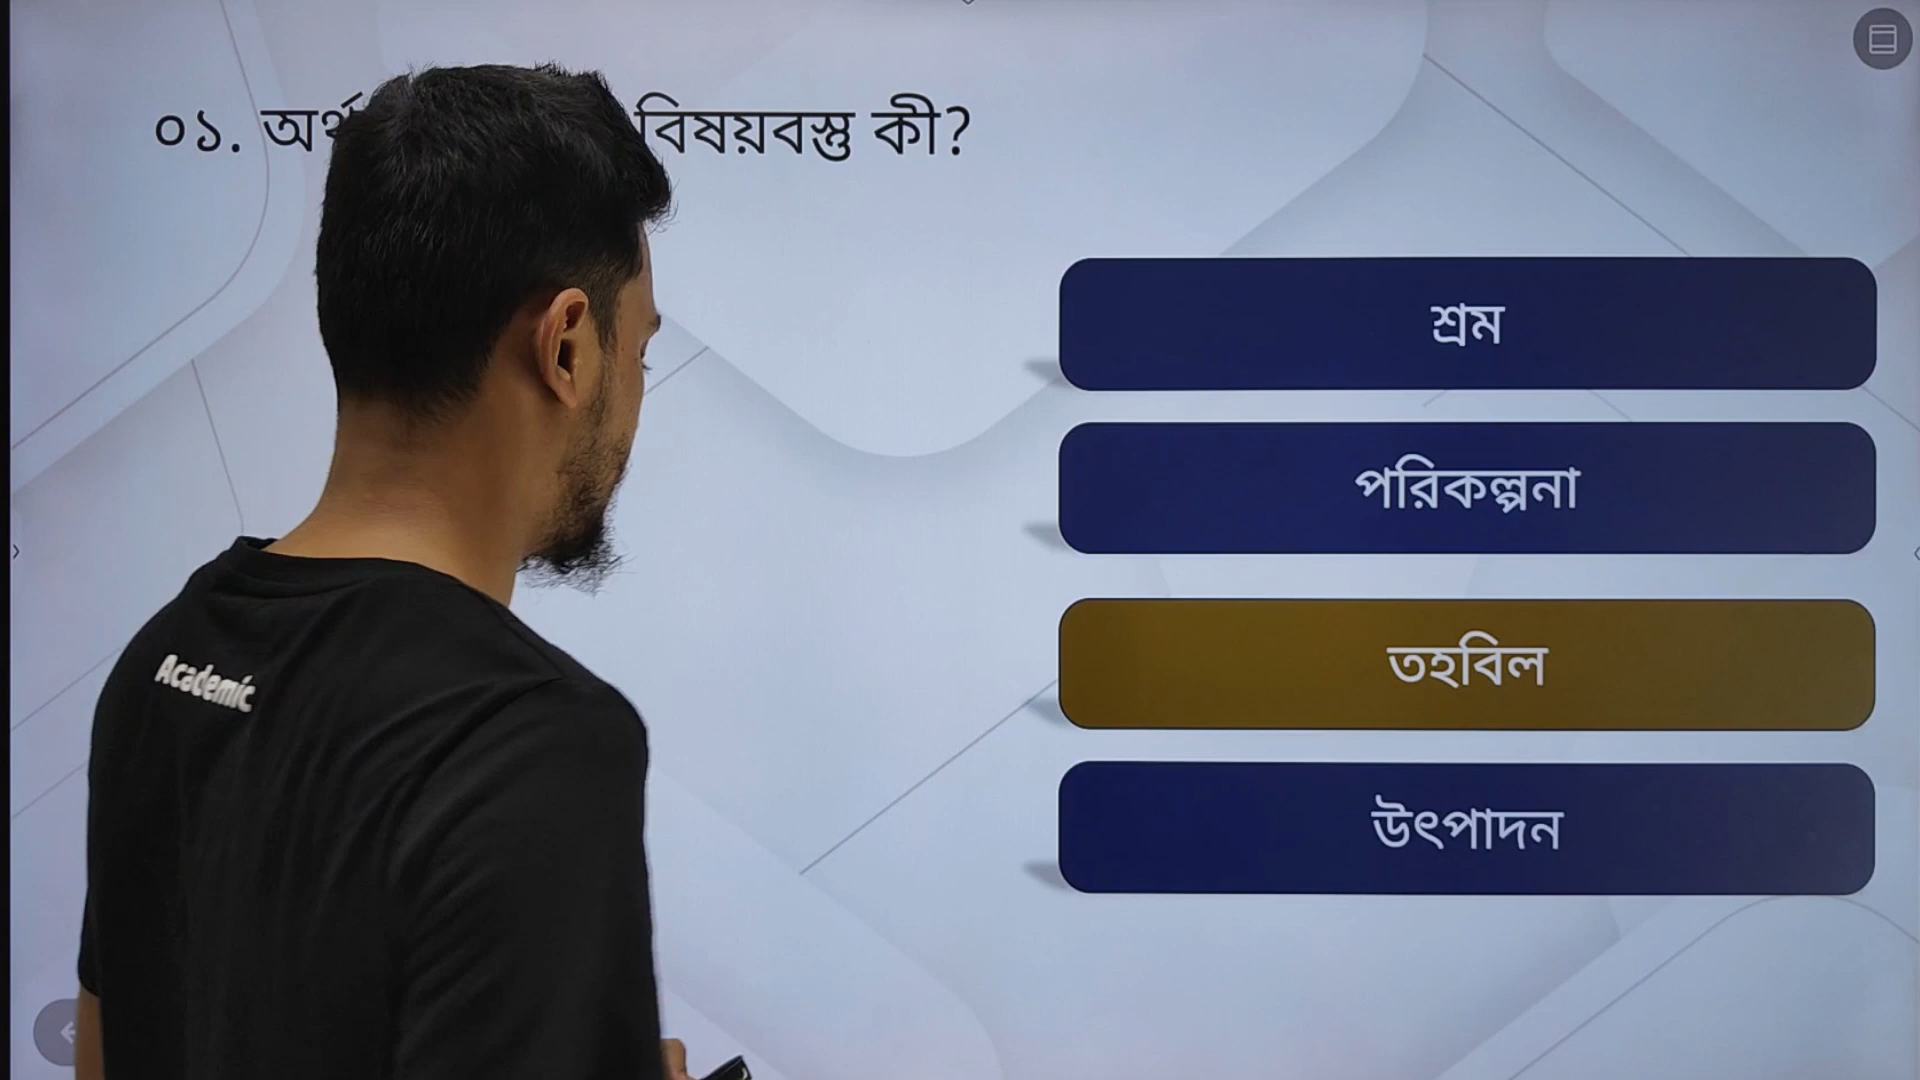 ০১. অর্থ বিষয়বস্তু কী?
শ্রম
পরিকল্পনা
তহবিল
উৎপাদন
Academic